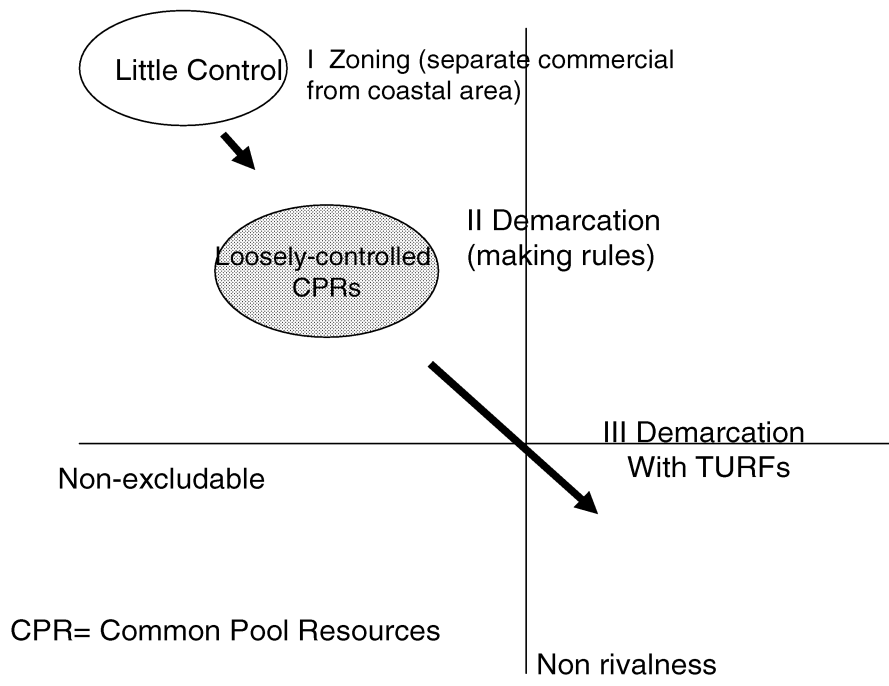 Little Control
I Zoning (separate commercial
from coastal area)
II Demarcation
(making rules)
Loosely-controlled
CPRs
III Demarcation
With TURFs
Non-excludable
CPR= Common Pool Resources
Non rivalness